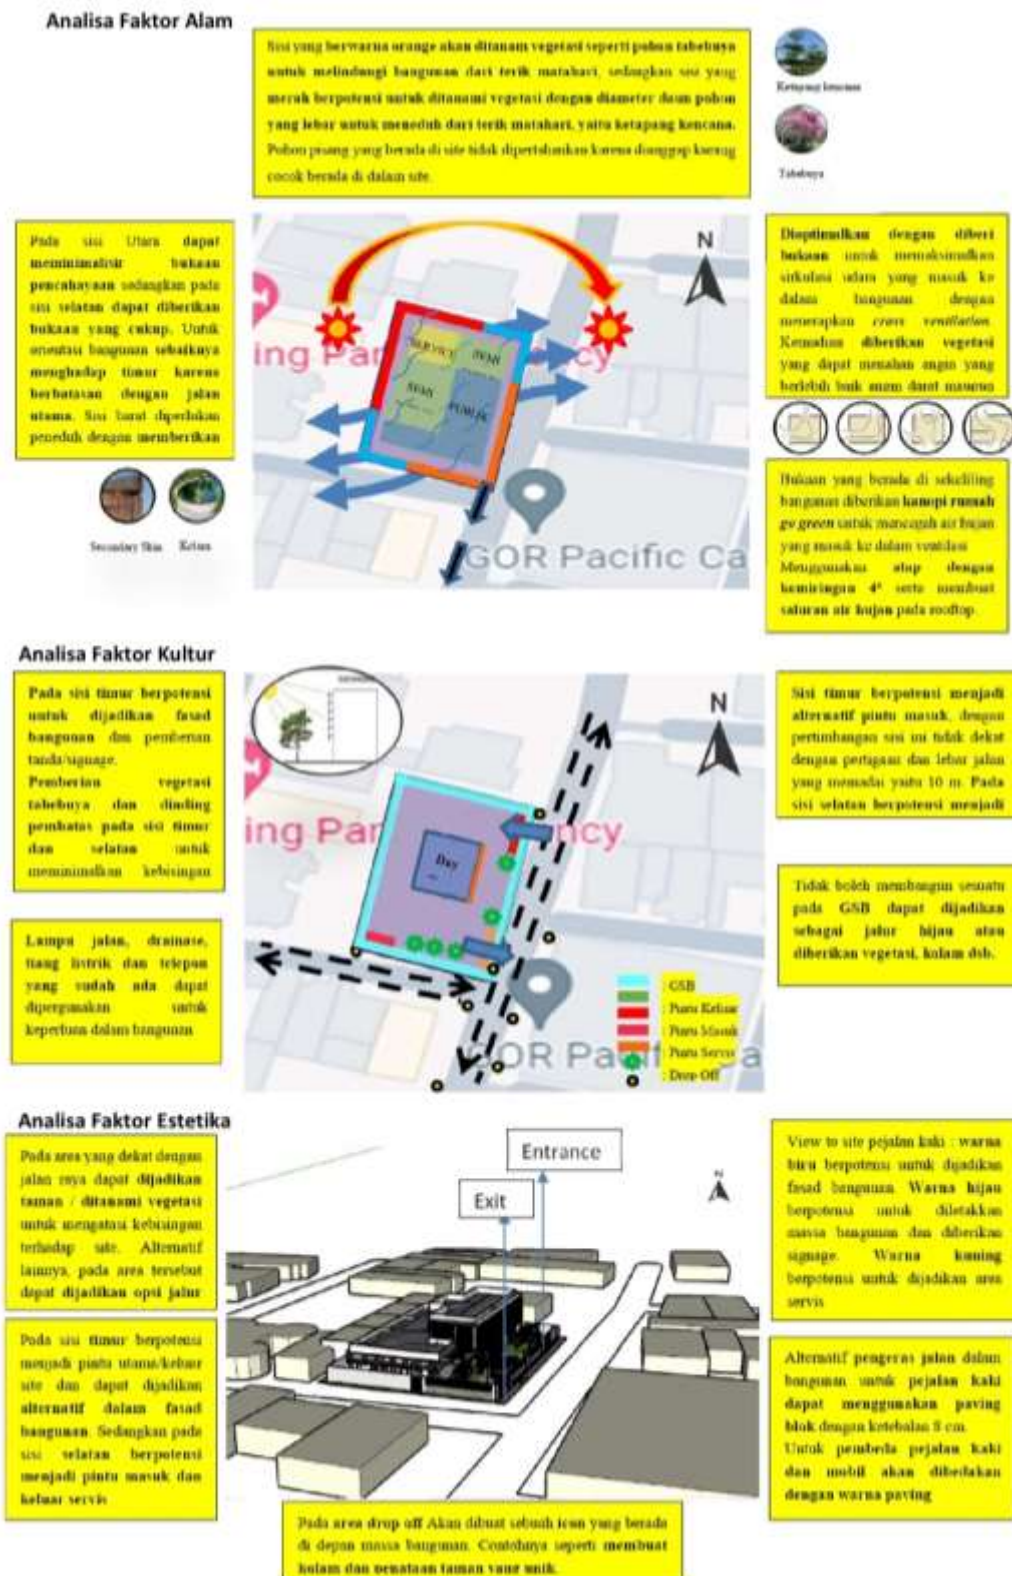 Analisa Faktor Alam
Sisi yang berwarna orange akan ditanam vegetasi seperti pohon tabebuya
untuk melindungi bangunan dari terik matahari, sedangkan sisi yang
merah berpotensi untuk ditanami vegetasi dengan diameter daun pohon
yang lebar untuk meneduh dari terik matahari, yaitu ketapang kencana.
Pohon pisang yang berada di site tidak dipertahankan karena dianggap kurang
cocok berada di dalam site.
Ketapang kencana
Tabebuya
Pada sisi Utara dapat
meminimalisir bukaan
pencahayaan sedangkan pada
sisi selatan dapat diberikan
bukaan yang cukup. Untuk
orientasi bangunan sebaiknya
menghadap timur karena
berbatasan dengan jalan
utama. Sisi barat diperlukan
peneduh dengan memberikan
Secondary Skin
Kolam
N
SERVICE
SEMI
SEMI
PUBLIC
ing Par
ncy
GOR Pacific Ca
Dioptimalkan dengan diberi
bukaan untuk memaksimalkan
sirkulasi udara yang masuk ke
dalam bangunan dengan
menerapkan cross ventilation.
Kemudian diberikan vegetasi
yang dapat menahan angin yang
berlebih baik angin darat maupun
Bukaan yang berada di sekeliling
bangunan diberikan kanopi rumah
go green untuk mencegah air hujan
yang masuk ke dalam ventilasi
Menggunakan atap dengan
kemiringan 4° serta membuat
saluran air hujan pada rooftop.
Analisa Faktor Kultur
Pada sisi timur berpotensi
untuk dijadikan fasad
bangunan dan pemberian
tanda/signage.
Pemberian vegetasi
tabebuya dan dinding
pembatas pada sisi timur
dan selatan untuk
meminimalkan kebisingan
Lampu jalan, drainase,
tiang listrik dan telepon
yang sudah ada dapat
dipergunakan untuk
keperluan dalam bangunan
N
ing Par
ncy
Day
: GSB
: Pintu Keluar
: Pintu Masuk
: Pintu Servis
: Drop Off
GOR Pacific Ca
Sisi timur berpotensi menjadi
alternatif pintu masuk, dengan
pertimbangan sisi ini tidak dekat
dengan pertigaan dan lebar jalan
yang memadai yaitu 10 m. Pada
sisi selatan berpotensi menjadi
Tidak boleh membangun sesuatu
pada GSB dapat dijadikan
sebagai jalur hijau atau
diberikan vegetasi, kolam dsb.
Analisa Faktor Estetika
Pada area yang dekat dengan
jalan raya dapat dijadikan
taman / ditanami vegetasi
untuk mengatasi kebisingan
terhadap site. Alternatif
lainnya, pada area tersebut
dapat dijadikan opsi jalur
Pada sisi timur berpotensi
menjadi pintu utama/keluar
site dan dapat dijadikan
alternatif dalam fasad
bangunan. Sedangkan pada
sisi selatan berpotensi
menjadi pintu masuk dan
keluar servis
Entrance
Exit
N
View to site pejalan kaki : warna
biru berpotensi untuk dijadikan
fasad bangunan. Warna hijau
berpotensi untuk diletakkan
massa bangunan dan diberikan
signage. Warna kuning
berpotensi untuk dijadikan area
servis
Alternatif pengeras jalan dalam
bangunan untuk pejalan kaki
dapat menggunakan paving
blok dengan ketebalan 8 cm.
Untuk pembeda pejalan kaki
dan mobil akan dibedakan
dengan warna paving
Pada area drop off Akan dibuat sebuah icon yang berada
di depan massa bangunan. Contohnya seperti membuat
kolam dan penataan taman yang unik.